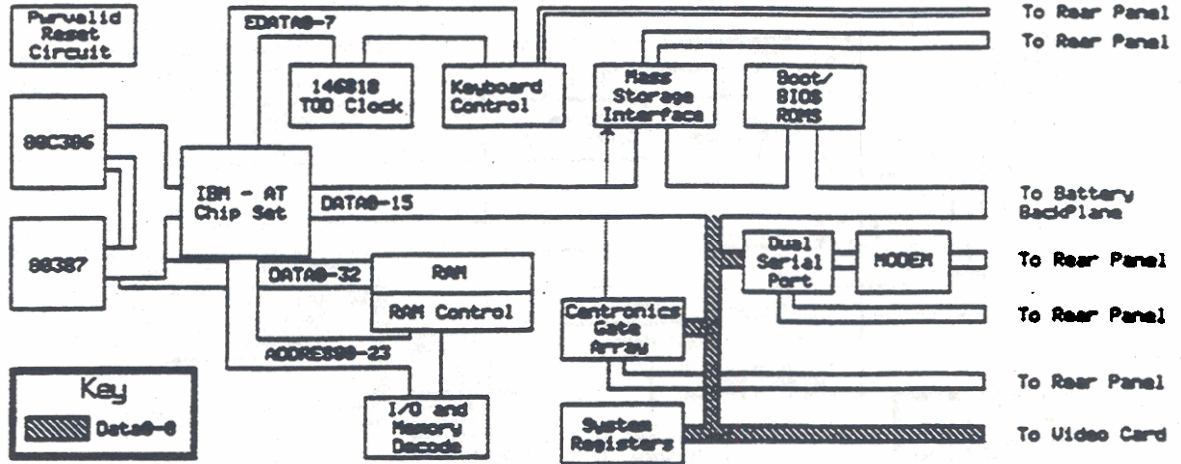 Pwrvalid
Reset
Circuit
EDATA0-7
To Rear Panel
To Rear Panel
146818
TOD Clock
Keyboard
Control
Mass
Storage
Interface
Boot/
BIOS
ROMS
80C386
IBM - AT
Chip Set
DATA0-15
To Battery
BackPlane
80387
DATA0-32
RAM
RAM Control
Dual
Serial
Port
MODEM
To Rear Panel
To Rear Panel
Centronics
Gate
Array
ADDRESS0-23
To Rear Panel
Key
Data0-8
I/O and
Memory
Decode
System
Registers
To Video Card